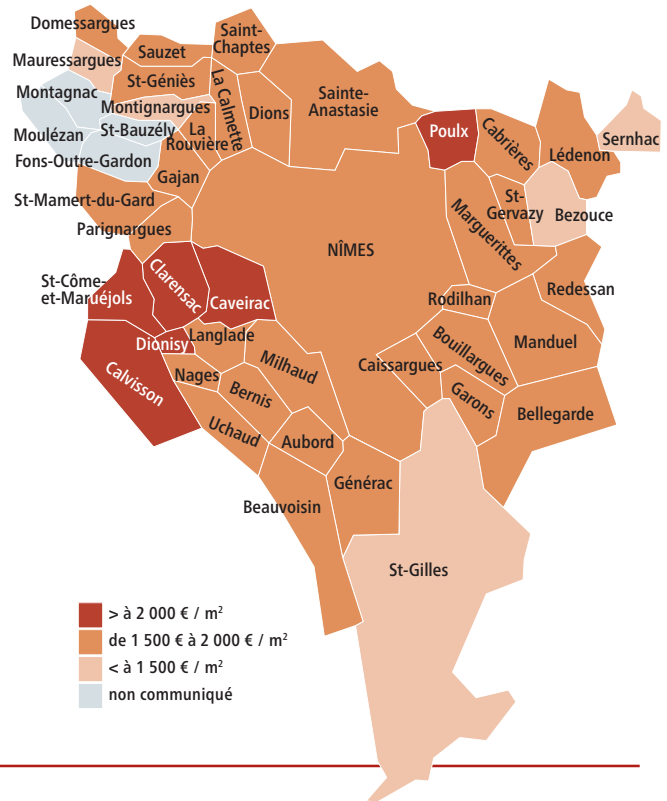 Domessargues
Saint-
Chaptes
Mauressargues
Sauzet
Montagnac
St-Géniès
La Calmette
Dions
Sainte-
Anastasie
Montignargues
Moulézan
St-Bauzély
La
Rouvière
Poulx
Cabrières
Sernhac
Lédenon
Fons-Outre-Gardon
Gajan
St-Mamert-du-Gard
St-
Gervazy
Bezouce
Parignargues
Marguerittes
NÎMES
St-Côme-
et-Maruéjols
Clarensac
Caveirac
Rodilhan
Redessan
Dionisy
Langlade
Milhaud
Caissargues
Bouillargues
Manduel
Calvisson
Nages
Bernis
Garons
Bellegarde
Uchaud
Aubord
Beauvoisin
Générac
St-Gilles
> à 2 000 € / m²
de 1 500 € à 2 000 € / m²
< à 1 500 € / m²
non communiqué